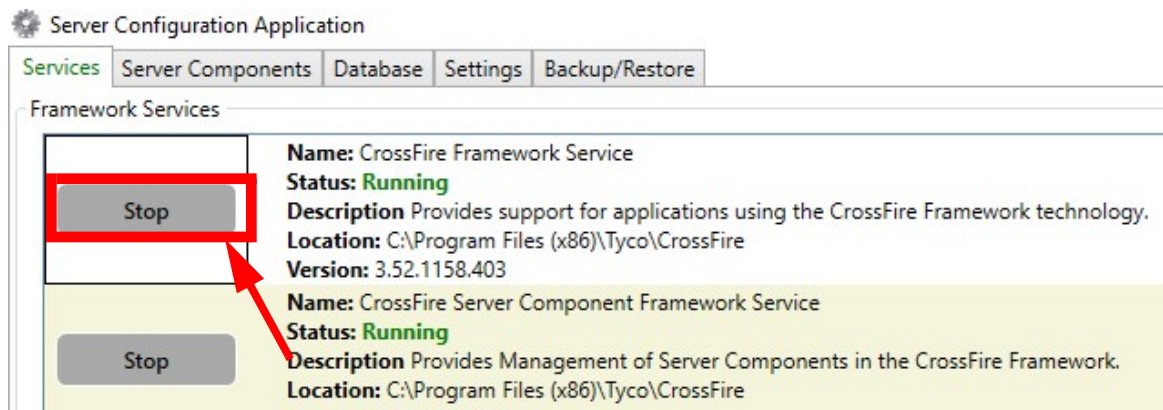 Server Configuration Application
Services Server Components Database Settings Backup/Restore
Framework Services
Name: CrossFire Framework Service
Status: Running
Stop
Description Provides support for applications using the CrossFire Framework technology.
Location: C:\Program Files (x86)\Tyco\CrossFire
Version: 3.52.1158.403
Name: CrossFire Server Component Framework Service
Status: Running
Stop
Description Provides Management of Server Components in the CrossFire Framework.
Location: C:\Program Files (x86)\Tyco\CrossFire